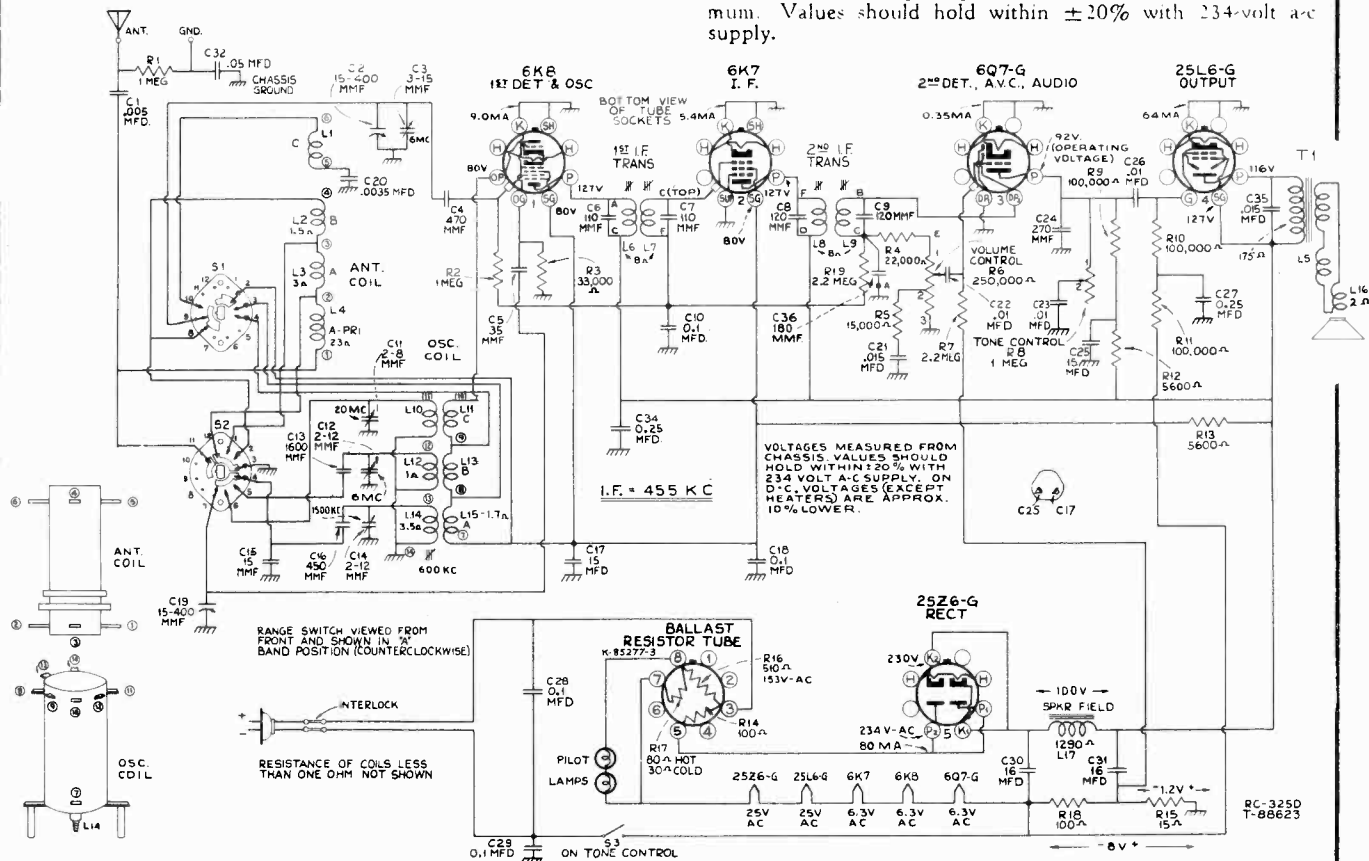 mum. Values should hold within ±20% with 234-volt a-c
supply.
ANT.
GND.
R1
1 MEG
C32
.05 MFD
CHASSIS
GROUND
C1
.005
MFD.
C2
15-400
MMF
C3
3-15
MMF
6MC
L1
C
C20
.0035 MFD
L2
1.5Ω
B
L3
3Ω
A
L4
A-PRI
23Ω
ANT.
COIL
S1
C4
470
MMF
R2
1 MEG
6K8
1ST DET & OSC
9.0MA
80V
127V
80V
C5
35
MMF
R3
33,000
Ω
BOTTOM VIEW
OF TUBE
SOCKETS
1ST I.F.
TRANS
C6
110
MMF
C(TOP)
C7
110
MMF
L6
L7
8Ω
6K7
I. F.
5.4MA
127V
80V
2ND I.F.
TRANS
C8
120
MMF
C9
120MMF
L8
L9
8Ω
C10
0.1
MFD.
R19
2.2 MEG
C36
180
MMF.
R4
22,000Ω
R5
15,000Ω
C21
.015
MFD
VOLUME
CONTROL
R6
250,000Ω
C22
.01
MFD
R7
2.2MEG
6Q7-G
2ND DET., A.V.C., AUDIO
0.35MA
92V.
(OPERATING
VOLTAGE)
R9
100,000Ω
C26
.01
MFD
C24
270
MMF
C23
.01
MFD
TONE CONTROL
R8
1 MEG
C25
15
MFD
R12
5600Ω
R10
100,000Ω
R11
100,000Ω
C27
0.25
MFD
25L6-G
OUTPUT
64MA
116V
127V
C35
.015
MFD
T1
175Ω
L5
L16
2Ω
R13
5600Ω
OSC.
COIL
C11
2-8
MMF
20MC
C12
2-12
MMF
C13
1600
MMF
6MC
1500KC
L10
L11
C
L12
1Ω
L13
B
L14
3.5Ω
L15-1.7Ω
A
600 KC
S2
C15
15
MMF
C16
450
MMF
C14
2-12
MMF
C19
15-400
MMF
C34
0.25
MFD.
I.F. = 455 KC
C17
15
MFD
C18
0.1
MFD
VOLTAGES MEASURED FROM
CHASSIS. VALUES SHOULD
HOLD WITHIN ±20% WITH
234 VOLT A-C SUPPLY. ON
D-C, VOLTAGES (EXCEPT
HEATERS) ARE APPROX.
10% LOWER.
C25
C17
ANT.
COIL
OSC.
COIL
L14
RANGE SWITCH VIEWED FROM
FRONT AND SHOWN IN "A"
BAND POSITION (COUNTERCLOCKWISE)
INTERLOCK
RESISTANCE OF COILS LESS
THAN ONE OHM NOT SHOWN
C28
0.1
MFD
C29
0.1 MFD
S3
ON TONE CONTROL
BALLAST
RESISTOR TUBE
K-85277-3
R16
510Ω
153V-AC
R14
100Ω
R17
80Ω HOT
30Ω COLD
PILOT
LAMPS
25Z6-G
RECT
230V
234V-AC
80 MA
25Z6-G
25L6-G
6K7
6K8
6Q7-G
25V
AC
25V
AC
6.3V
AC
6.3V
AC
6.3V
AC
100V
SPKR FIELD
1290Ω
L17
C30
16
MFD
C31
16
MFD
R18
100Ω
-1.2V+
R15
15Ω
-8V+
RC-325D
T-88623